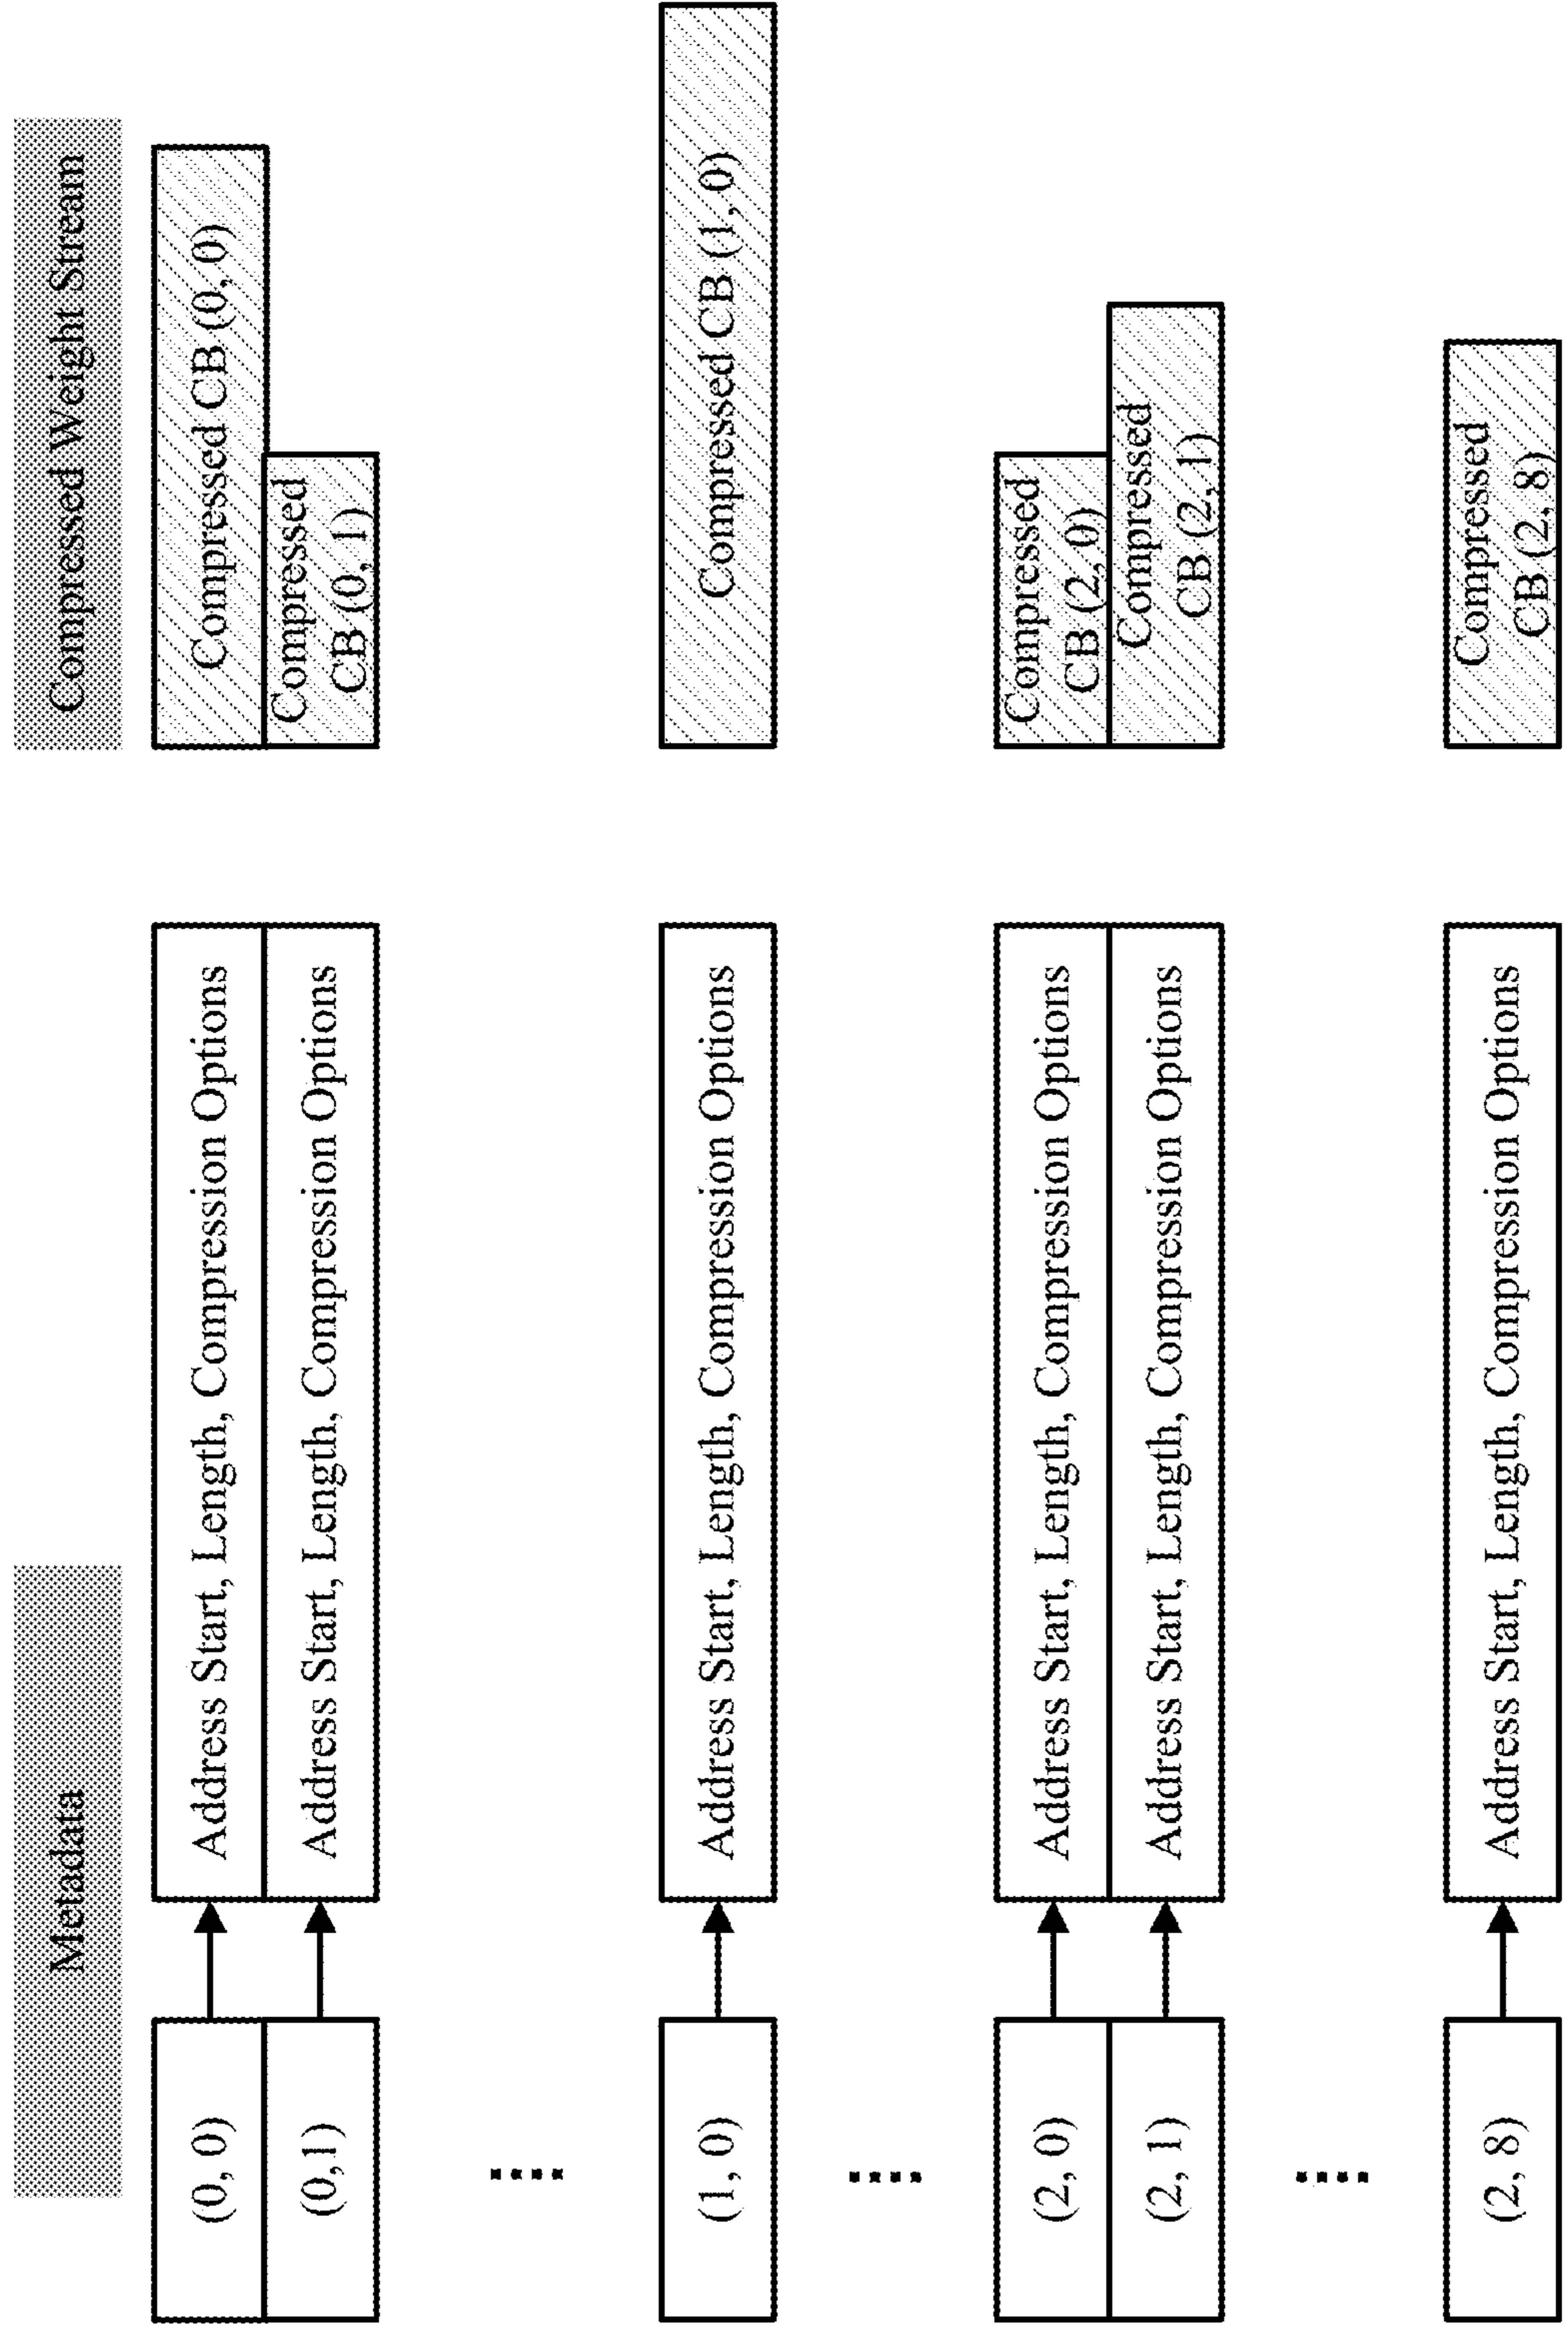 Metadata
Compressed Weight Stream
(0, 0)
Address Start, Length, Compression Options
Compressed CB (0, 0)
(0,1)
Address Start, Length, Compression Options
Compressed
CB (0, 1)
....
(1, 0)
Address Start, Length, Compression Options
Compressed CB (1, 0)
....
(2, 0)
Address Start, Length, Compression Options
Compressed
CB (2, 0)
(2, 1)
Address Start, Length, Compression Options
Compressed
CB (2, 1)
....
(2, 8)
Address Start, Length, Compression Options
Compressed
CB (2, 8)